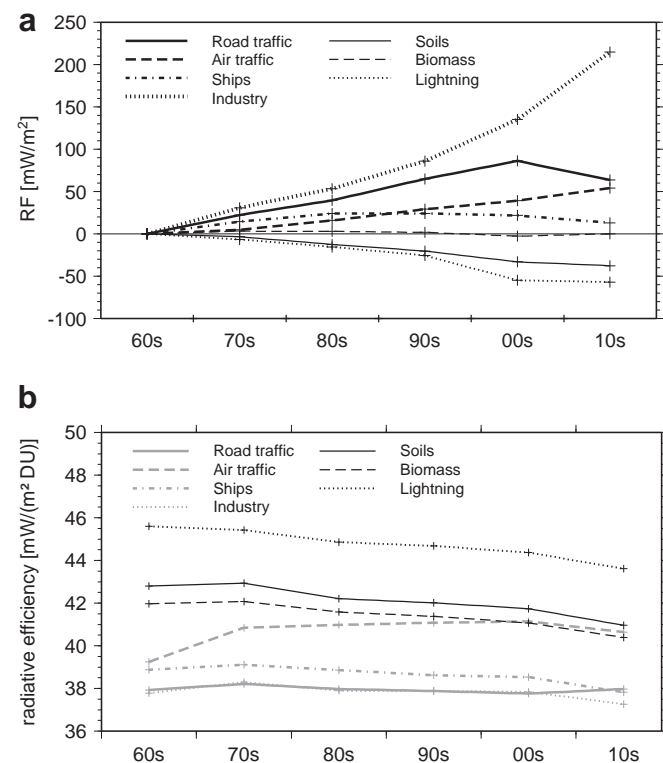 a
RF [mW/m²]
250
200
150
100
50
0
-50
-100
Road traffic
Air traffic
Ships
Industry
Soils
Biomass
Lightning
60s 70s 80s 90s 00s 10s
b
radiative efficiency [mW/(m² DU)]
50
48
46
44
42
40
38
36
Road traffic
Air traffic
Ships
Industry
Soils
Biomass
Lightning
60s 70s 80s 90s 00s 10s